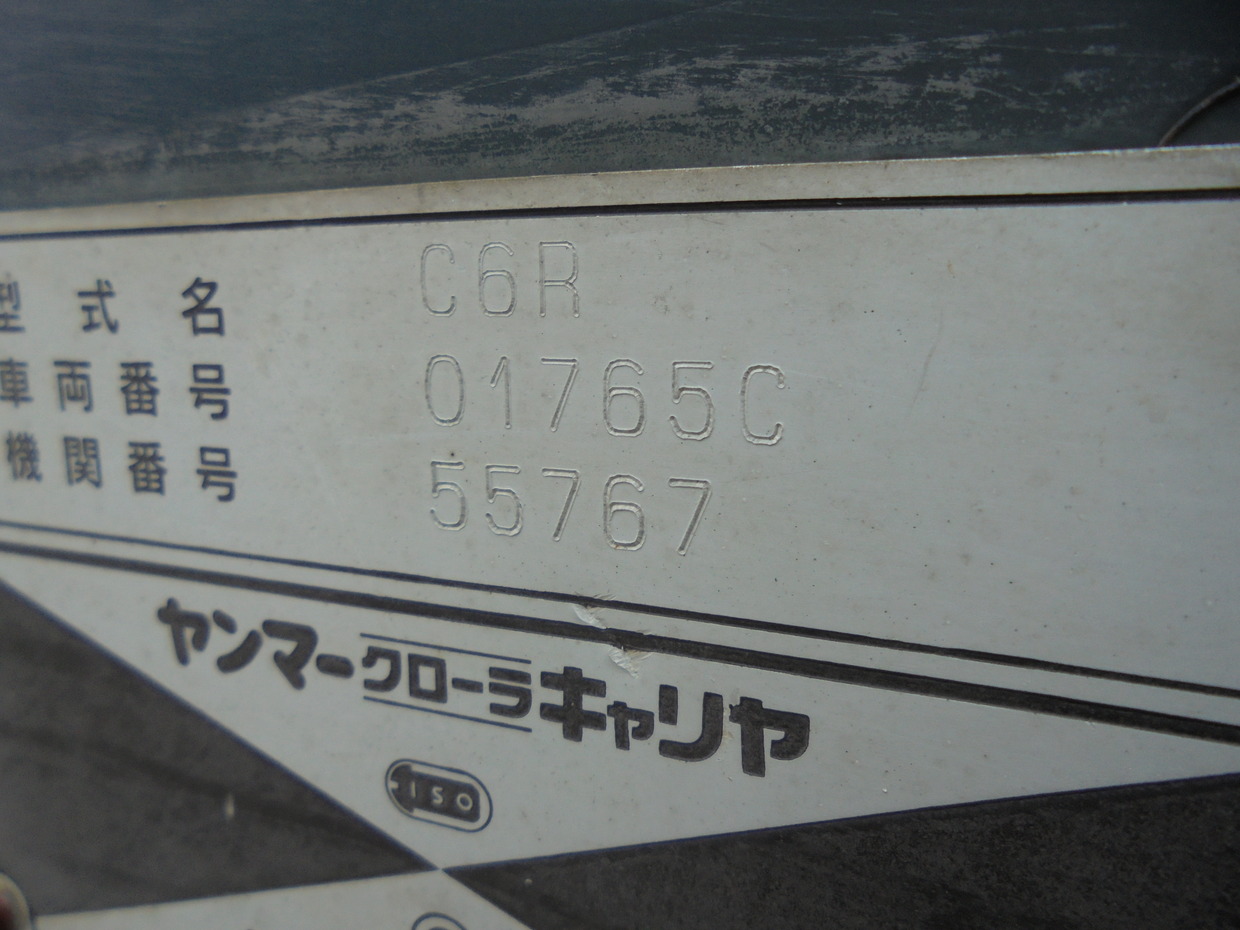 型式名 C6R
車両番号 01765C
機関番号 55767
ヤンマークローラキャリヤ
ISO